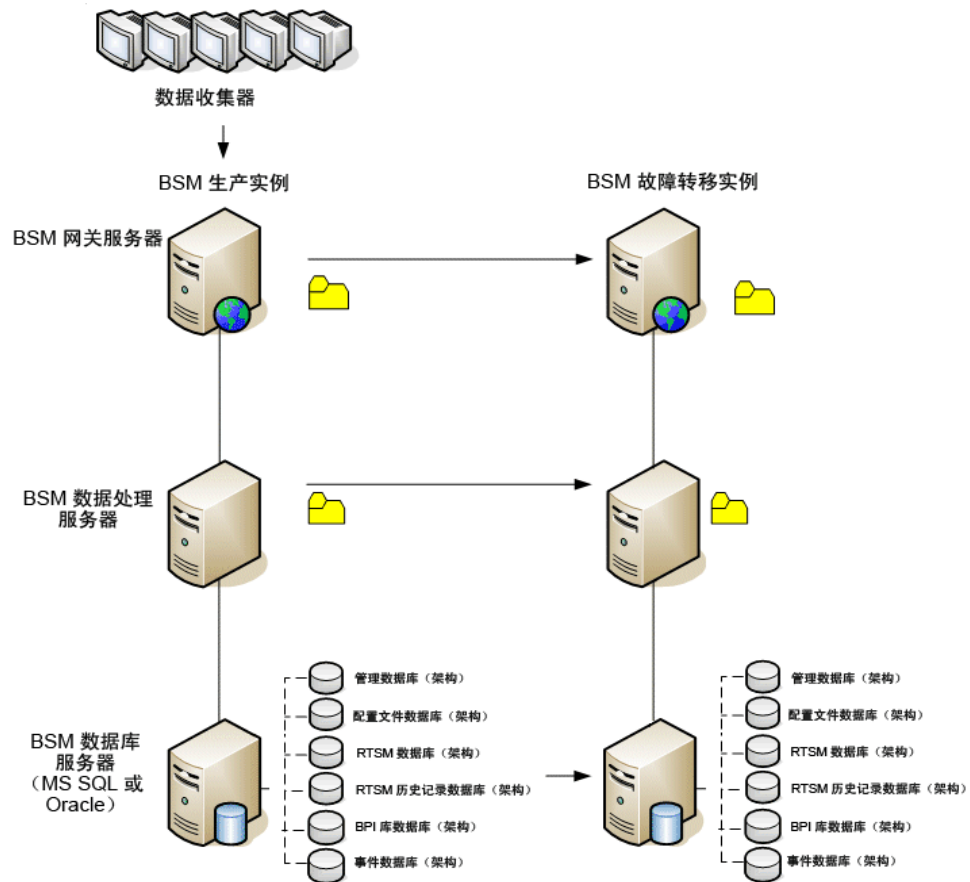 数据收集器
BSM 生产实例
BSM 故障转移实例
BSM 网关服务器
BSM 数据处理
服务器
BSM 数据库
服务器
（MS SQL 或
Oracle）
管理数据库（架构）
配置文件数据库（架构）
RTSM 数据库（架构）
RTSM 历史记录数据库（架构）
BPI 库数据库（架构）
事件数据库（架构）
管理数据库（架构）
配置文件数据库（架构）
RTSM 数据库（架构）
RTSM 历史记录数据库（架构）
BPI 库数据库（架构）
事件数据库（架构）